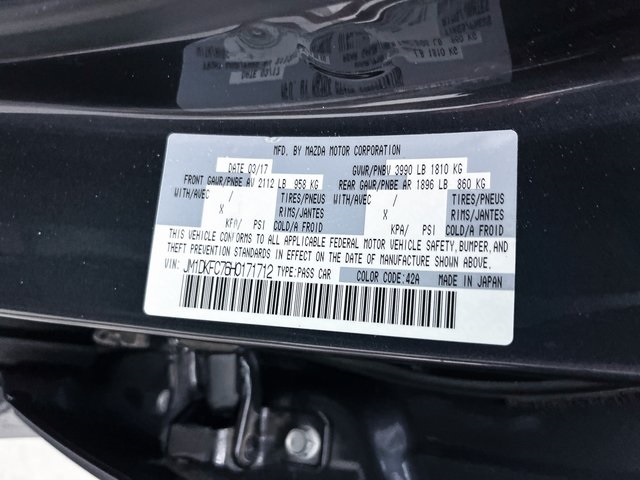 MFD. BY MAZDA MOTOR CORPORATION
DATE 03/17 GVWR/PNBV 3990 LB 1810 KG
FRONT GAWR/PNBE AV 2112 LB 958 KG REAR GAWR/PNBE AR 1896 LB 860 KG
WITH/AVEC / TIRES/PNEUS WITH/AVEC / TIRES/PNEUS
X RIMS/JANTES X RIMS/JANTES
KPA/ PSI COLD/A FROID KPA/ PSI COLD/A FROID
THIS VEHICLE CONFORMS TO ALL APPLICABLE FEDERAL MOTOR VEHICLE SAFETY, BUMPER, AND
THEFT PREVENTION STANDARDS IN EFFECT ON THE DATE OF MANUFACTURE SHOWN ABOVE.
VIN: JM1DKFC76H0171712 TYPE: PASS CAR COLOR CODE: 42A MADE IN JAPAN